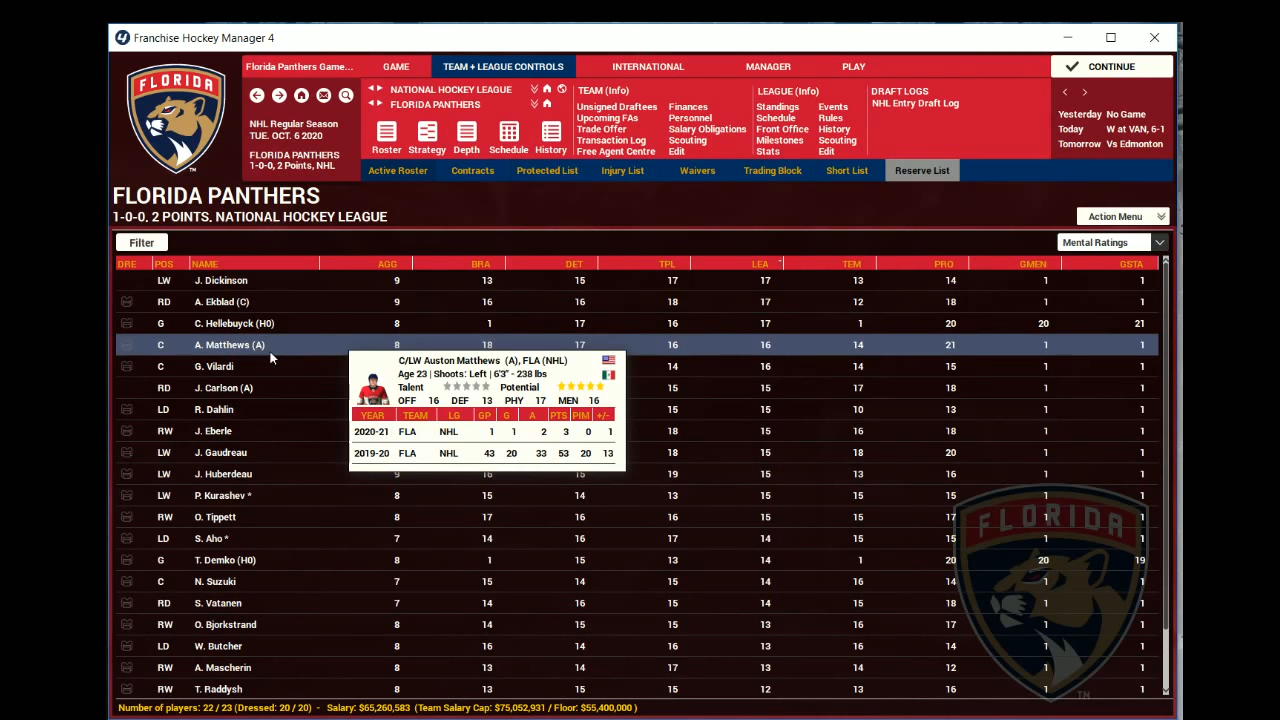 Franchise Hockey Manager 4
Florida Panthers Game... GAME TEAM + LEAGUE CONTROLS INTERNATIONAL MANAGER PLAY CONTINUE
FLORIDA
NHL Regular Season
TUE. OCT. 6 2020
FLORIDA PANTHERS
1-0-0, 2 Points, NHL
NATIONAL HOCKEY LEAGUE
FLORIDA PANTHERS
Roster Strategy Depth Schedule History
TEAM (Info)
Unsigned Draftees Finances
Upcoming FAs Personnel
Trade Offer Salary Obligations
Transaction Log Scouting
Free Agent Centre Edit
LEAGUE (Info)
Standings Events
Schedule Rules
Front Office History
Milestones Scouting
Stats Edit
DRAFT LOGS
NHL Entry Draft Log
Yesterday No Game
Today W at VAN, 6-1
Tomorrow Vs Edmonton
Active Roster Contracts Protected List Injury List Waivers Trading Block Short List Reserve List
FLORIDA PANTHERS
1-0-0, 2 POINTS, NATIONAL HOCKEY LEAGUE
Action Menu
Filter Mental Ratings
DRE POS NAME AGG BRA DET TPL LEA TEM PRO GMEN GSTA
LW J. Dickinson 9 13 15 17 17 13 14 1 1
RD A. Ekblad (C) 9 16 16 18 17 12 18 1 1
G C. Hellebuyck (H0) 8 1 17 16 17 1 20 20 21
C A. Matthews (A) 8 18 17 16 16 14 21 1 1
C G. Vilardi 14 16 14 15 1 1
RD J. Carlson (A) 15 15 17 17 1 1
LD R. Dahlin 16 15 10 13 1 1
RW J. Eberle 18 15 16 18 1 1
LW J. Gaudreau 18 15 18 20 1 1
LW J. Huberdeau 9 16 15 19 15 13 16 1 1
LW P. Kurashev * 8 15 14 13 15 15 15 1 1
RW O. Tippett 8 17 16 16 15 15 17 1 1
LD S. Aho * 7 14 16 17 14 15 15 1 1
G T. Demko (H0) 8 1 15 13 14 1 20 20 19
C N. Suzuki 7 15 14 15 14 16 14 1 1
RD S. Vatanen 7 14 16 15 14 15 18 1 1
RW O. Bjorkstrand 8 14 15 15 13 15 17 1 1
LD W. Butcher 8 16 14 16 13 16 14 1 1
RW A. Mascherin 8 13 14 17 13 14 12 1 1
RW T. Raddysh 8 13 15 15 12 13 16 1 1
C/LW Auston Matthews (A), FLA (NHL)
Age 23 | Shoots: Left | 6'3" - 238 lbs
Talent Potential
OFF 16 DEF 13 PHY 17 MEN 16
YEAR TEAM LG GP G A PTS PIM +/-
2020-21 FLA NHL 1 1 2 3 0 1
2019-20 FLA NHL 43 20 33 53 20 13
FLORIDA
TM
Number of players: 22 / 23 (Dressed: 20 / 20) - Salary: $65,260,583 (Team Salary Cap: $75,052,931 / Floor: $55,400,000 )